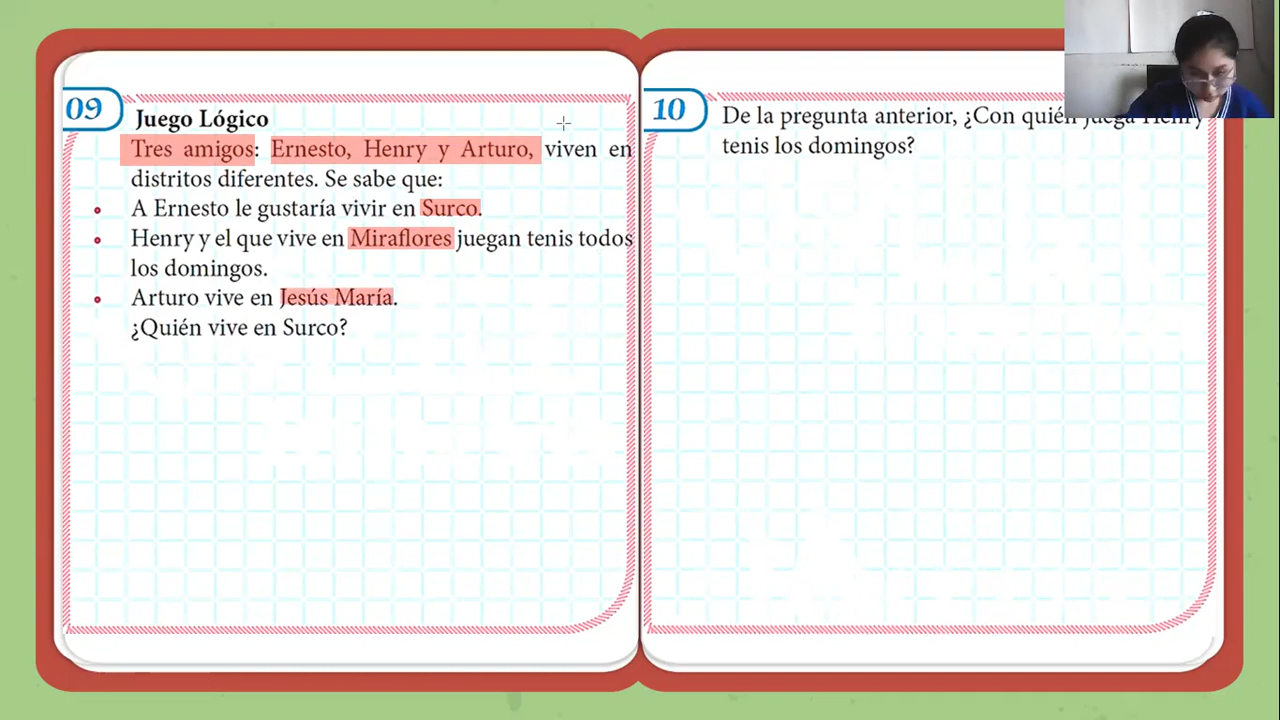 09
Juego Lógico
Tres amigos: Ernesto, Henry y Arturo, viven en
distritos diferentes. Se sabe que:
• A Ernesto le gustaría vivir en Surco.
• Henry y el que vive en Miraflores juegan tenis todos
los domingos.
• Arturo vive en Jesús María.
¿Quién vive en Surco?
10
De la pregunta anterior, ¿Con quién juega Henry
tenis los domingos?